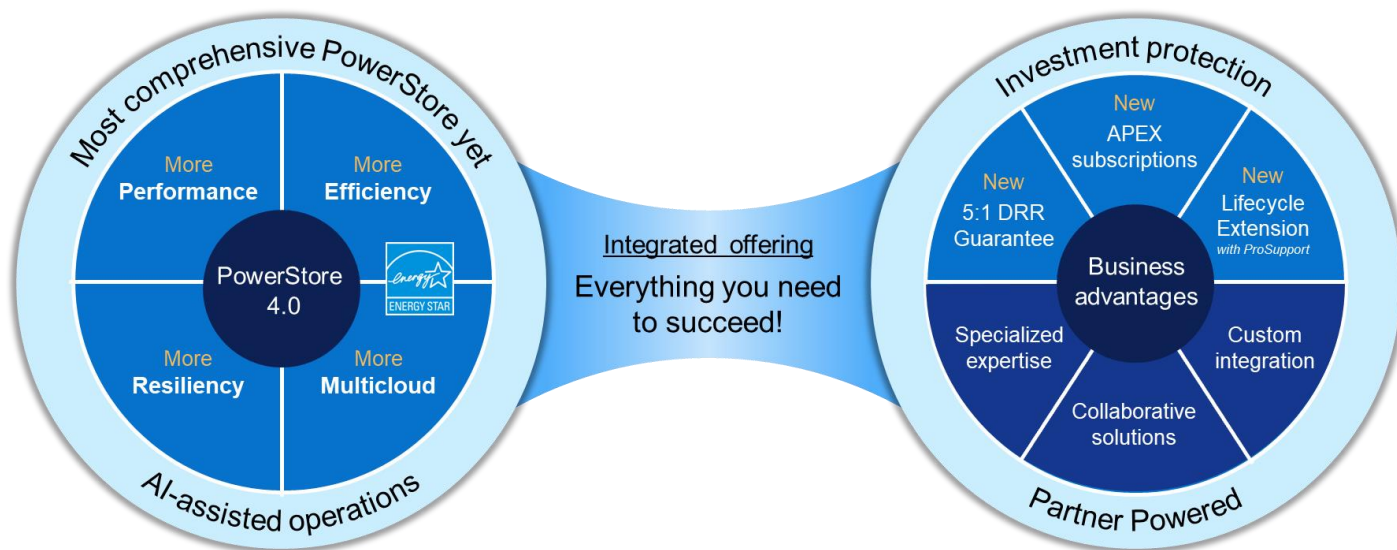 Most comprehensive PowerStore yet
More
Performance
More
Efficiency
PowerStore
4.0
energy
ENERGY STAR
More
Resiliency
More
Multicloud
AI-assisted operations
Integrated offering
Everything you need
to succeed!
Investment protection
New
APEX
subscriptions
New
5:1 DRR
Guarantee
New
Lifecycle
Extension
with ProSupport
Business
advantages
Specialized
expertise
Custom
integration
Collaborative
solutions
Partner Powered